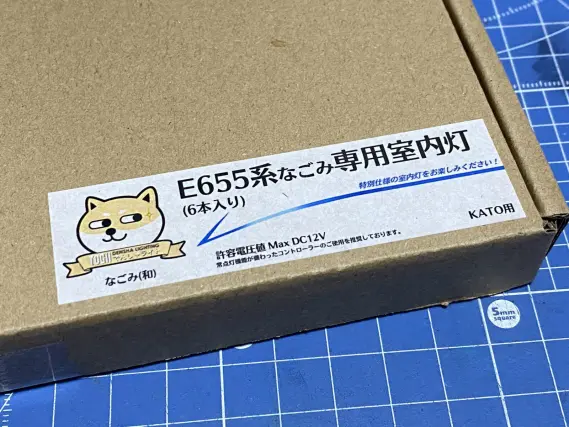 E655系なごみ専用室内灯
(6本入り)
特別仕様の室内灯をお楽しみください!
DENSHA LIGHTING
なごみ(和)
許容電圧値 Max DC12V
常点灯機能が備わったコントローラーのご使用を推奨しております。
KATO用
5mm
square